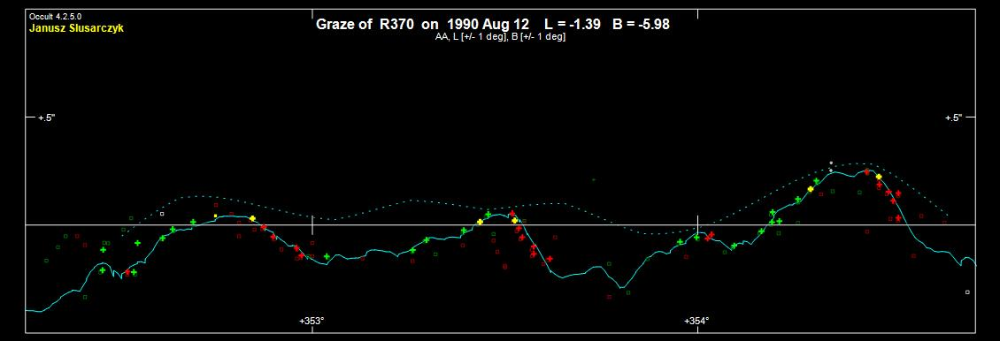 Occult 4.2.5.0
Janusz Slusarczyk
Graze of R370 on 1990 Aug 12 L = -1.39 B = -5.98
AA, L [+/- 1 deg], B [+/- 1 deg]
+.5"
+.5"
+353°
+354°